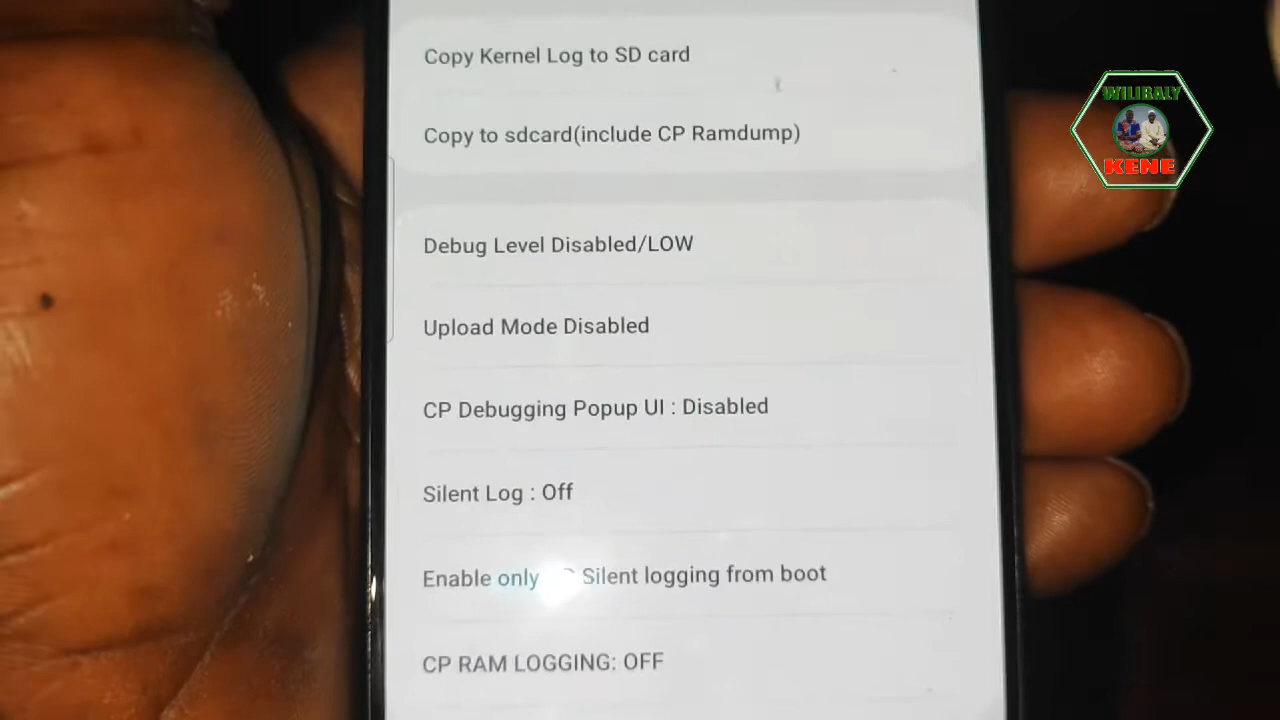 Copy Kernel Log to SD card
WILIBALY
Copy to sdcard(include CP Ramdump)
KENE
Debug Level Disabled/LOW
Upload Mode Disabled
CP Debugging Popup UI : Disabled
Silent Log : Off
Enable only Silent logging from boot
CP RAM LOGGING: OFF